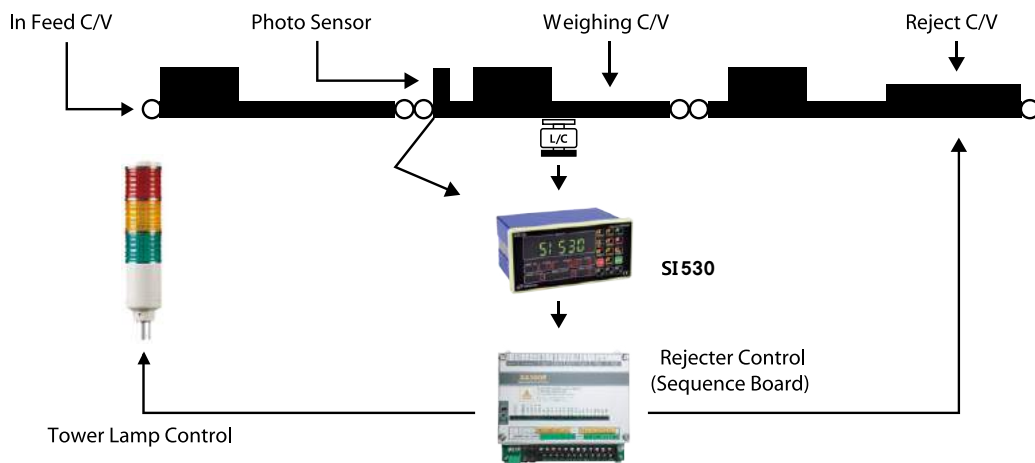 In Feed C/V
Photo Sensor
Weighing C/V
Reject C/V
L/C
SI 530
SI530
Rejecter Control
(Sequence Board)
Tower Lamp Control